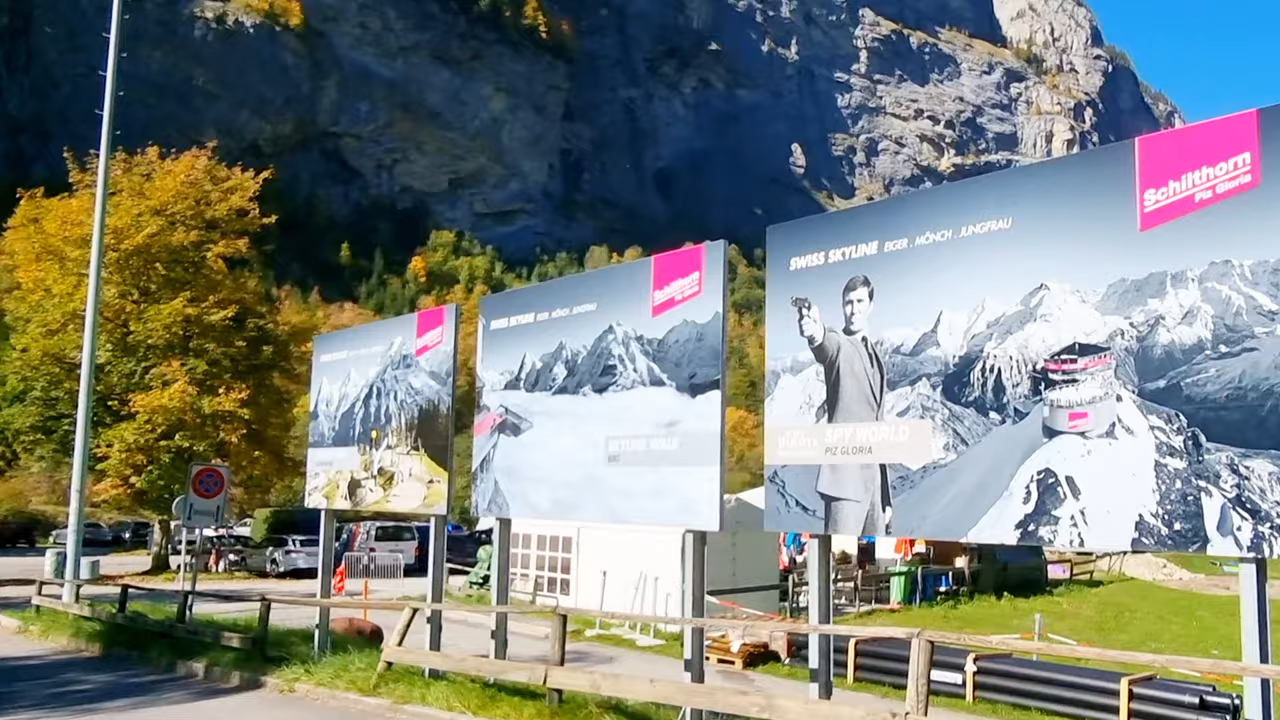 Schilthorn
Piz Gloria
SWISS SKYLINE EIGER . MÖNCH . JUNGFRAU
SPY WORLD
PIZ GLORIA
Schilthorn
Piz Gloria
SWISS SKYLINE EIGER MÖNCH JUNGFRAU
SKYLINE WALK